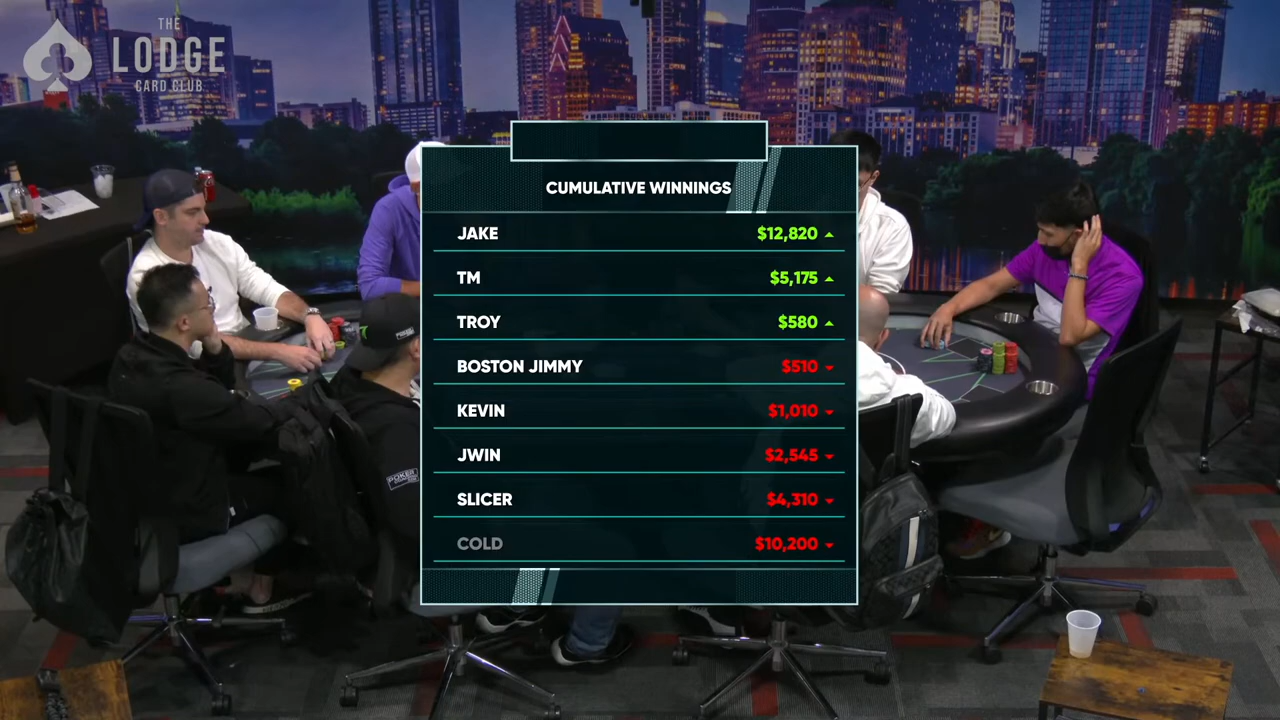 THE
LODGE
CARD CLUB
CUMULATIVE WINNINGS
JAKE $12,820
TM $5,175
TROY $580
BOSTON JIMMY $510
KEVIN $1,010
JWIN $2,545
SLICER $4,310
COLD $10,200
POKER